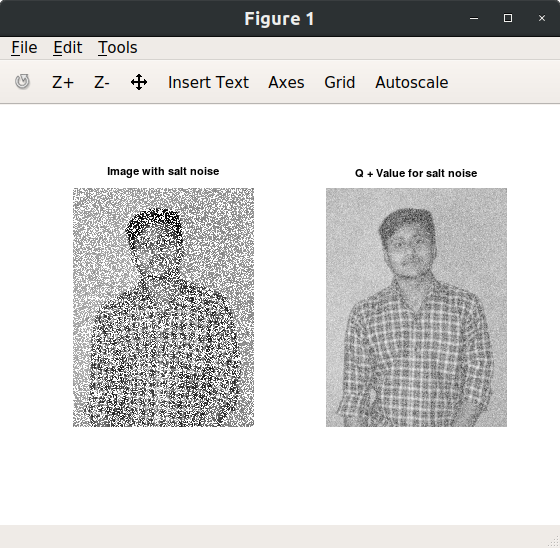 Figure 1
File Edit Tools
Z+ Z- Insert Text Axes Grid Autoscale
Image with salt noise
Q + Value for salt noise